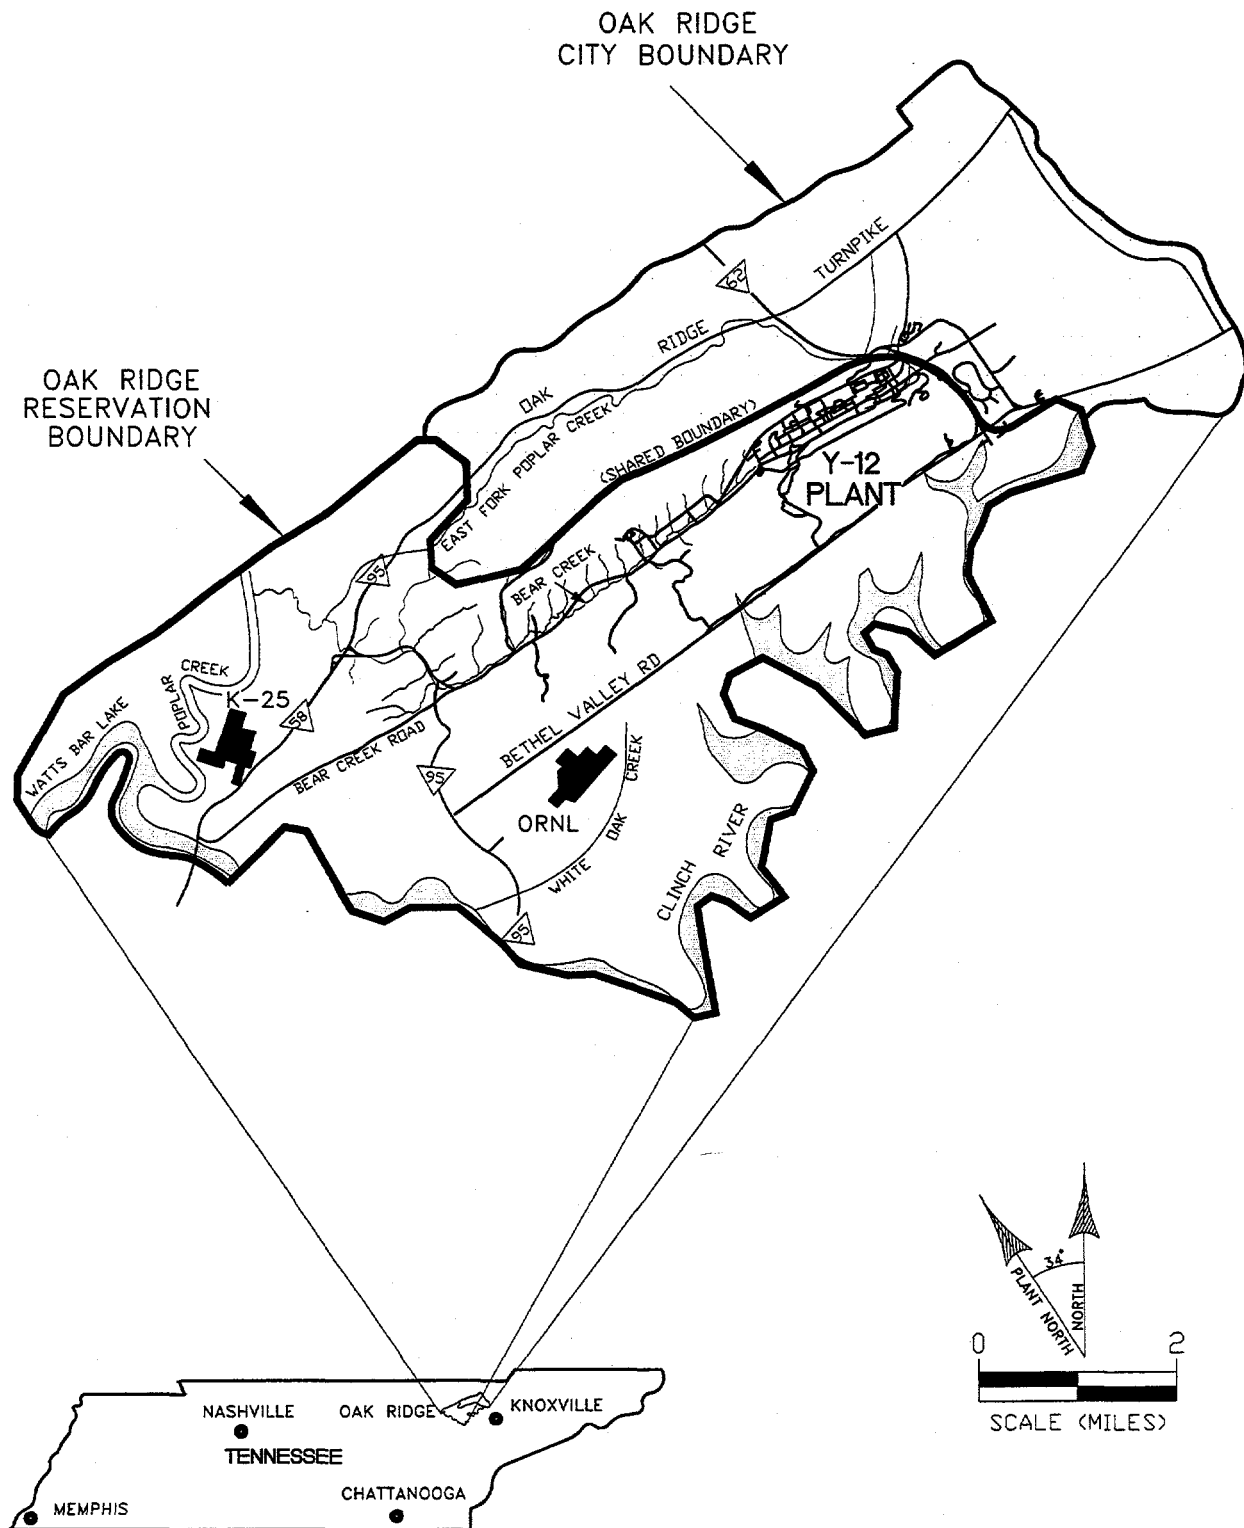 OAK RIDGE
CITY BOUNDARY
OAK RIDGE
RESERVATION
BOUNDARY
TURNPIKE
62
RIDGE
OAK
EAST FORK POPLAR CREEK
(SHARED BOUNDARY)
Y-12
PLANT
95
BEAR CREEK
POPLAR
CREEK
K-25
58
WATTS BAR LAKE
BEAR CREEK ROAD
BETHEL VALLEY RD
95
ORNL
WHITE
OAK
CREEK
CLINCH
RIVER
95
34°
PLANT NORTH
NORTH
0
2
SCALE (MILES)
NASHVILLE
OAK RIDGE
KNOXVILLE
TENNESSEE
CHATTANOOGA
MEMPHIS